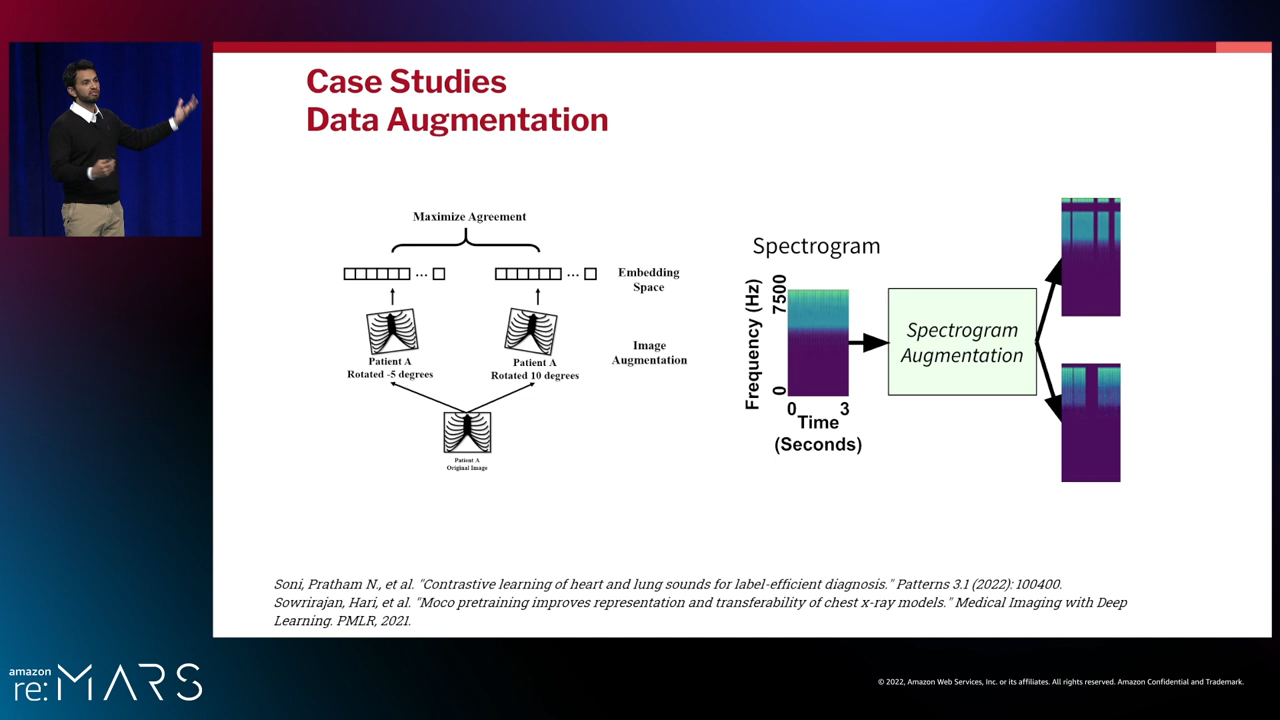 Case Studies
Data Augmentation
Maximize Agreement
...
...
Embedding
Space
Image
Augmentation
Patient A
Rotated -5 degrees
Patient A
Rotated 10 degrees
Patient A
Original Image
Spectrogram
Frequency (Hz)
7500
0
0
3
Time
(Seconds)
Spectrogram
Augmentation
Soni, Pratham N., et al. "Contrastive learning of heart and lung sounds for label-efficient diagnosis." Patterns 3.1 (2022): 100400.
Sowrirajan, Hari, et al. "Moco pretraining improves representation and transferability of chest x-ray models." Medical Imaging with Deep
Learning. PMLR, 2021.
amazon
re:MARS
© 2022, Amazon Web Services, Inc. or its affiliates. All rights reserved. Amazon Confidential and Trademark.